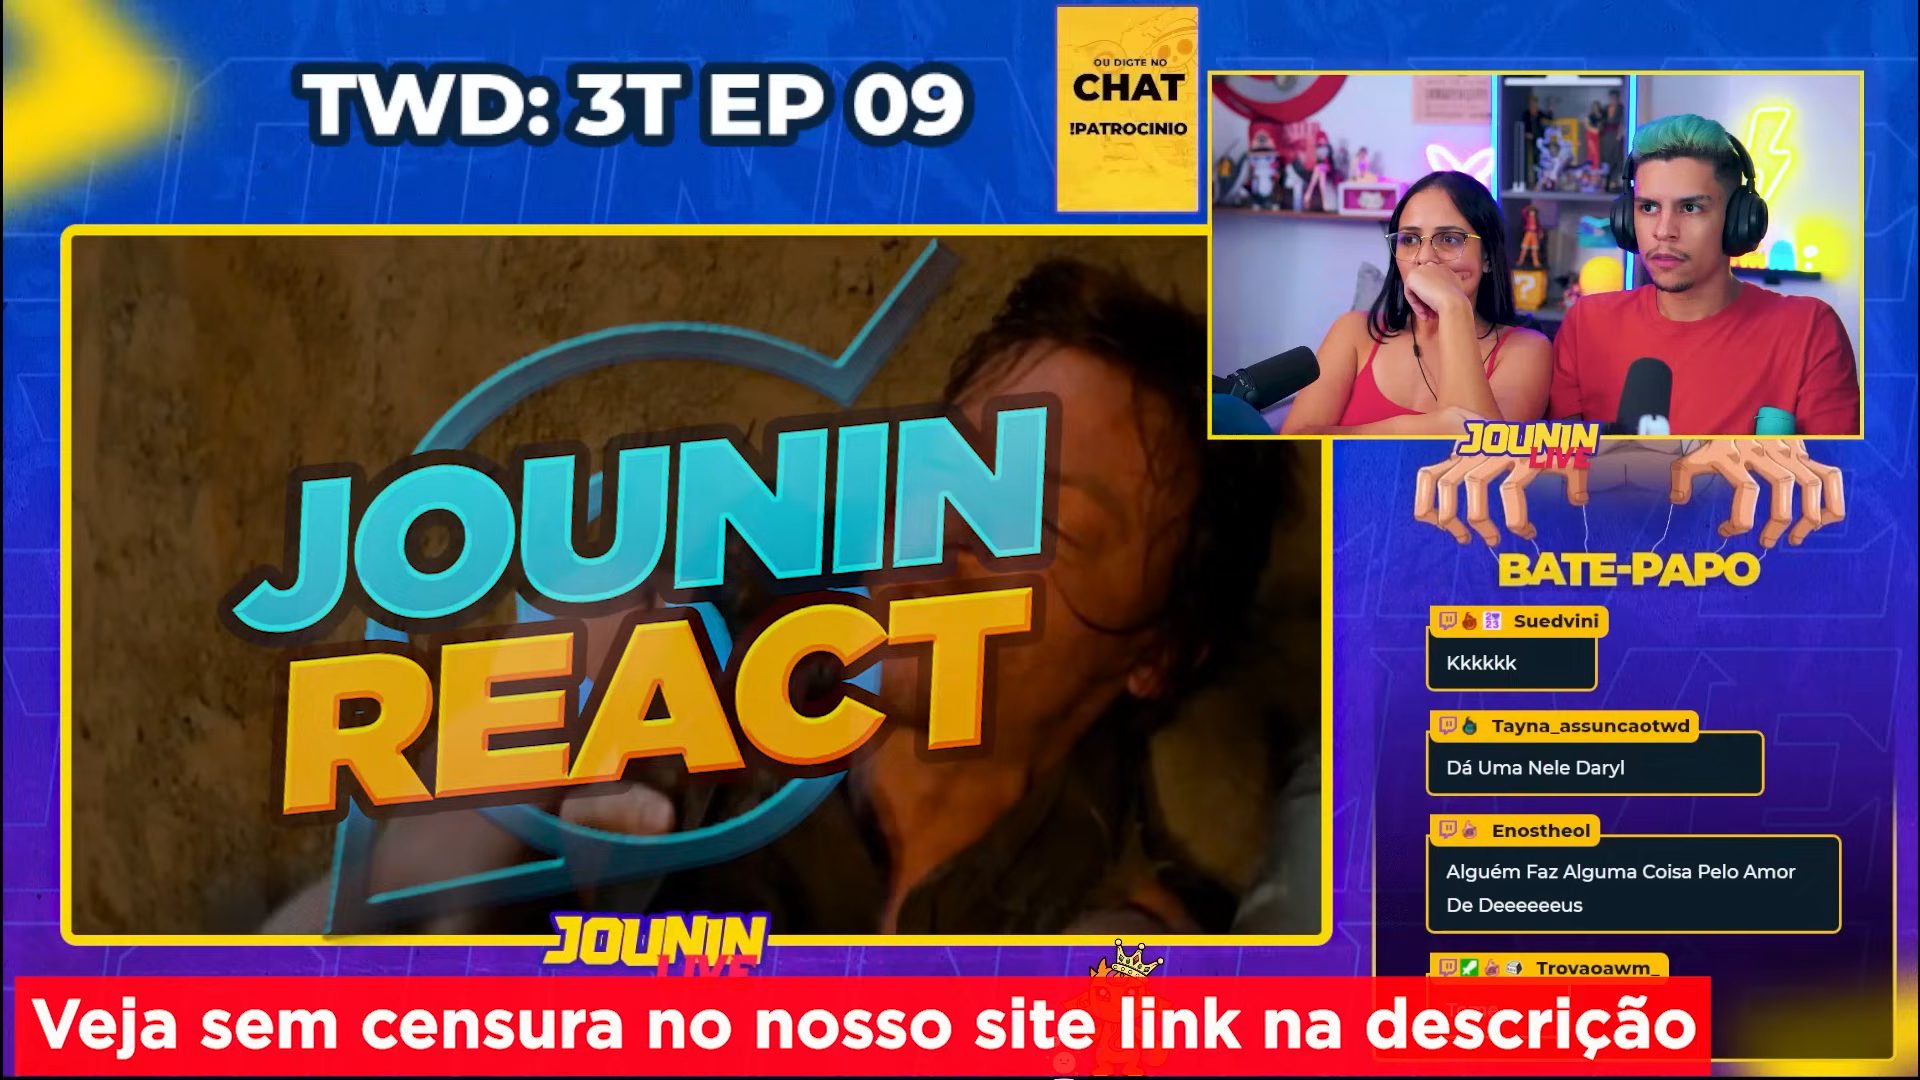 TWD: 3T EP 09
OU DIGTE NO
CHAT
!PATROCINIO
JOUNIN
REACT
JOUNIN
LIVE
BATE-PAPO
Suedvini
Kkkkkk
Tayna_assuncaotwd
Dá Uma Nele Daryl
Enostheol
Alguém Faz Alguma Coisa Pelo Amor
De Deeeeeeus
Trovaoawm_
JOUNIN
LIVE
Veja sem censura no nosso site link na descrição